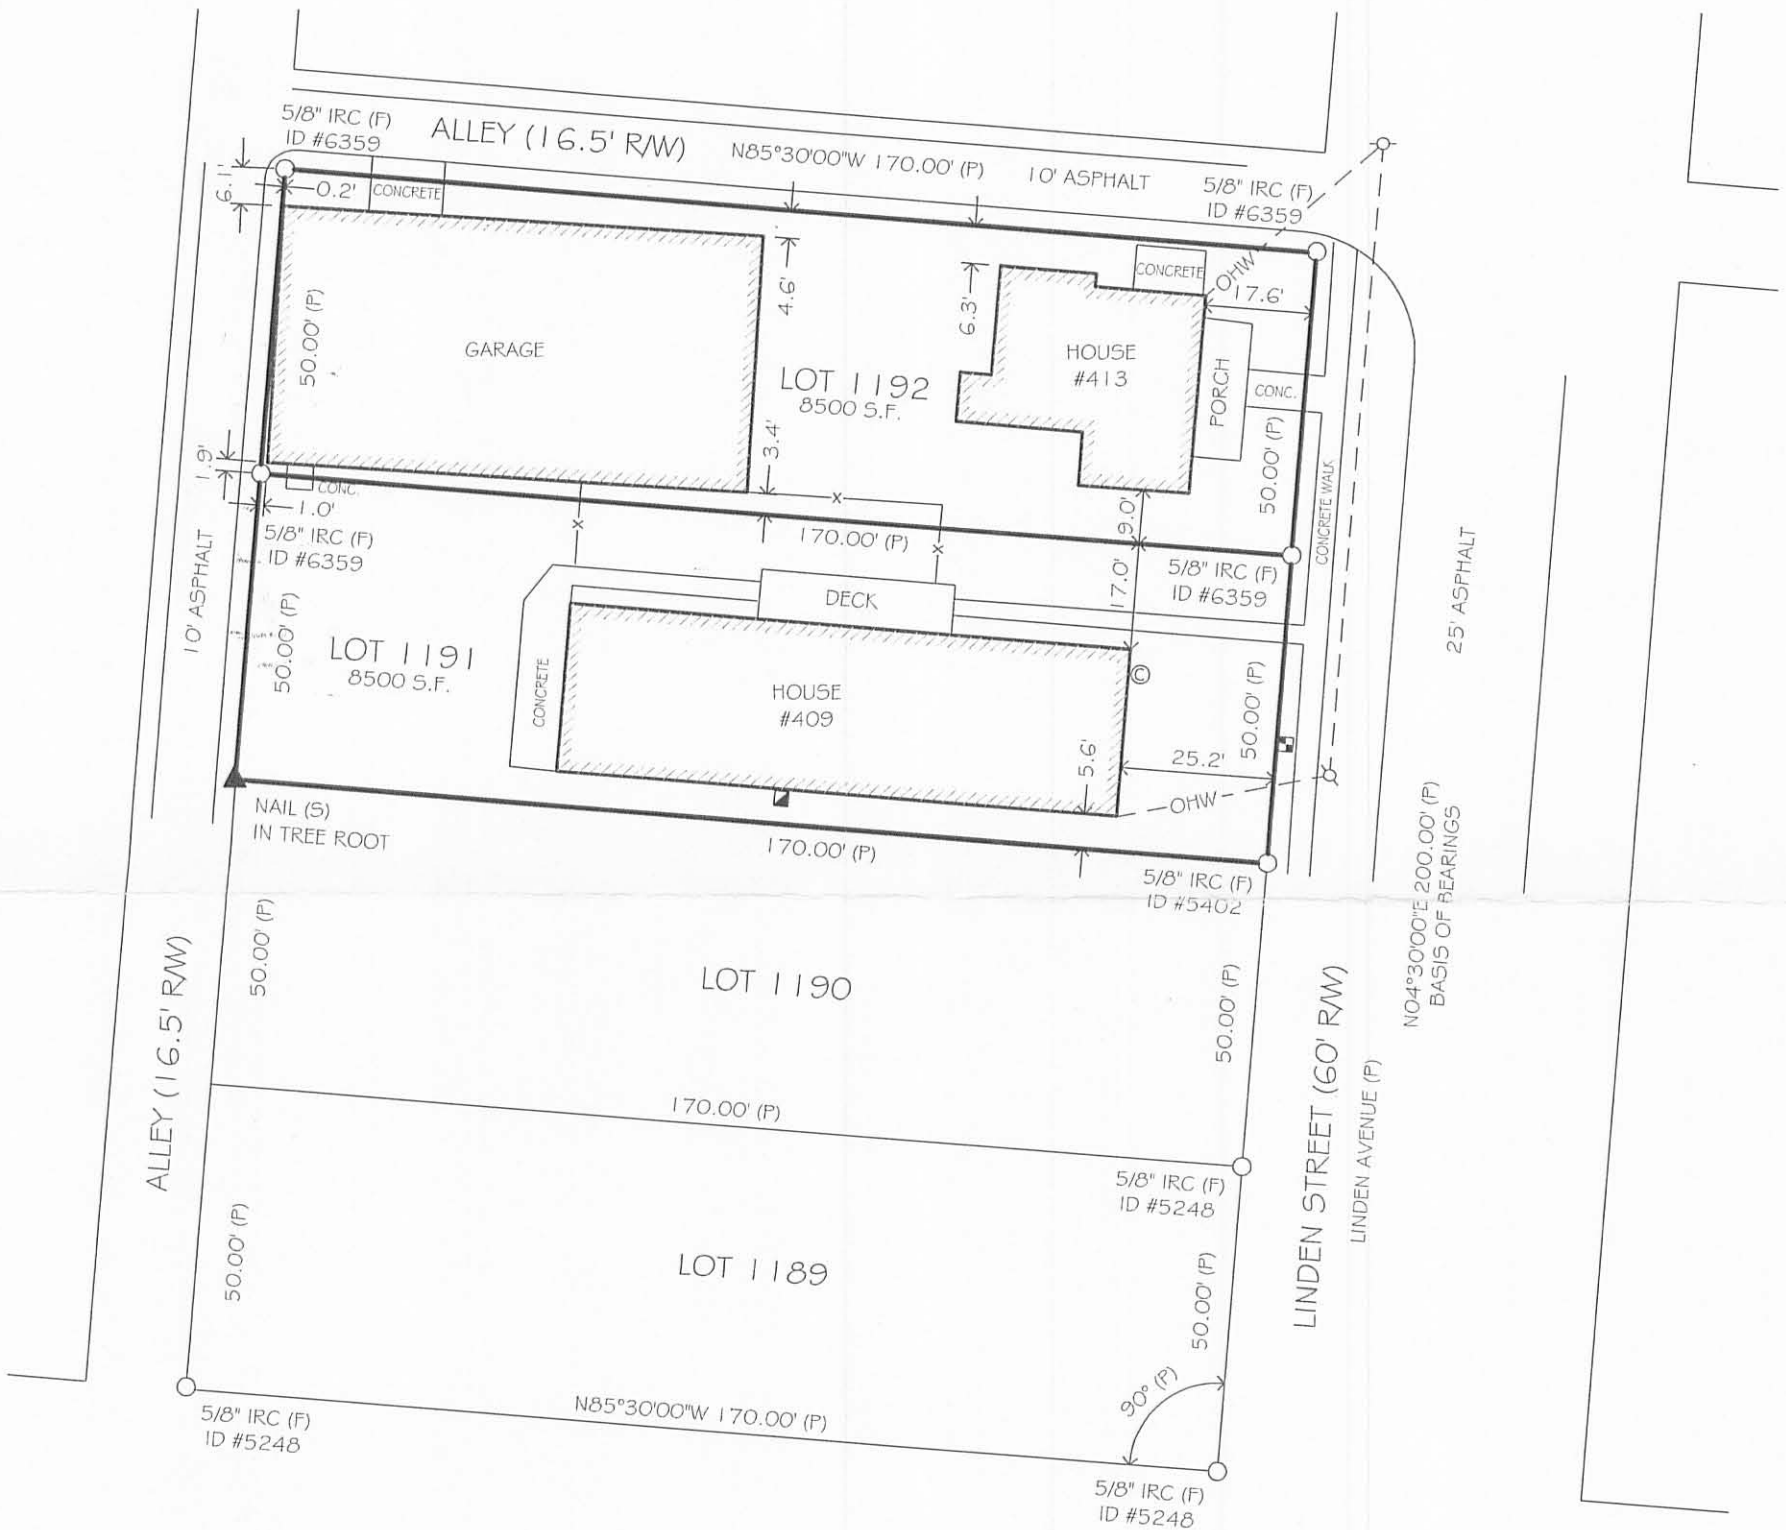 5/8" IRC (F)
ID #6359
ALLEY (16.5' R/W)
N85°30'00"W 170.00' (P)
10' ASPHALT
5/8" IRC (F)
ID #6359
6.1'
0.2'
CONCRETE
CONCRETE
OHW
17.6'
4.6'
6.3'
50.00' (P)
GARAGE
HOUSE
#413
PORCH
CONC.
LOT 1192
8500 S.F.
3.4'
50.00' (P)
CONCRETE WALK
1.9'
CONC.
1.0'
x
x
x
9.0'
170.00' (P)
5/8" IRC (F)
ID #6359
5/8" IRC (F)
ID #6359
10' ASPHALT
25' ASPHALT
17.0'
DECK
50.00' (P)
LOT 1191
8500 S.F.
CONCRETE
HOUSE
#409
C
50.00' (P)
5.6'
25.2'
OHW
NAIL (S)
IN TREE ROOT
170.00' (P)
5/8" IRC (F)
ID #5402
N04°30'00"E 200.00' (P)
BASIS OF BEARINGS
50.00' (P)
LOT 1190
50.00' (P)
ALLEY (16.5' R/W)
LINDEN STREET (60' R/W)
LINDEN AVENUE (P)
170.00' (P)
5/8" IRC (F)
ID #5248
50.00' (P)
LOT 1189
50.00' (P)
90° (P)
N85°30'00"W 170.00' (P)
5/8" IRC (F)
ID #5248
5/8" IRC (F)
ID #5248